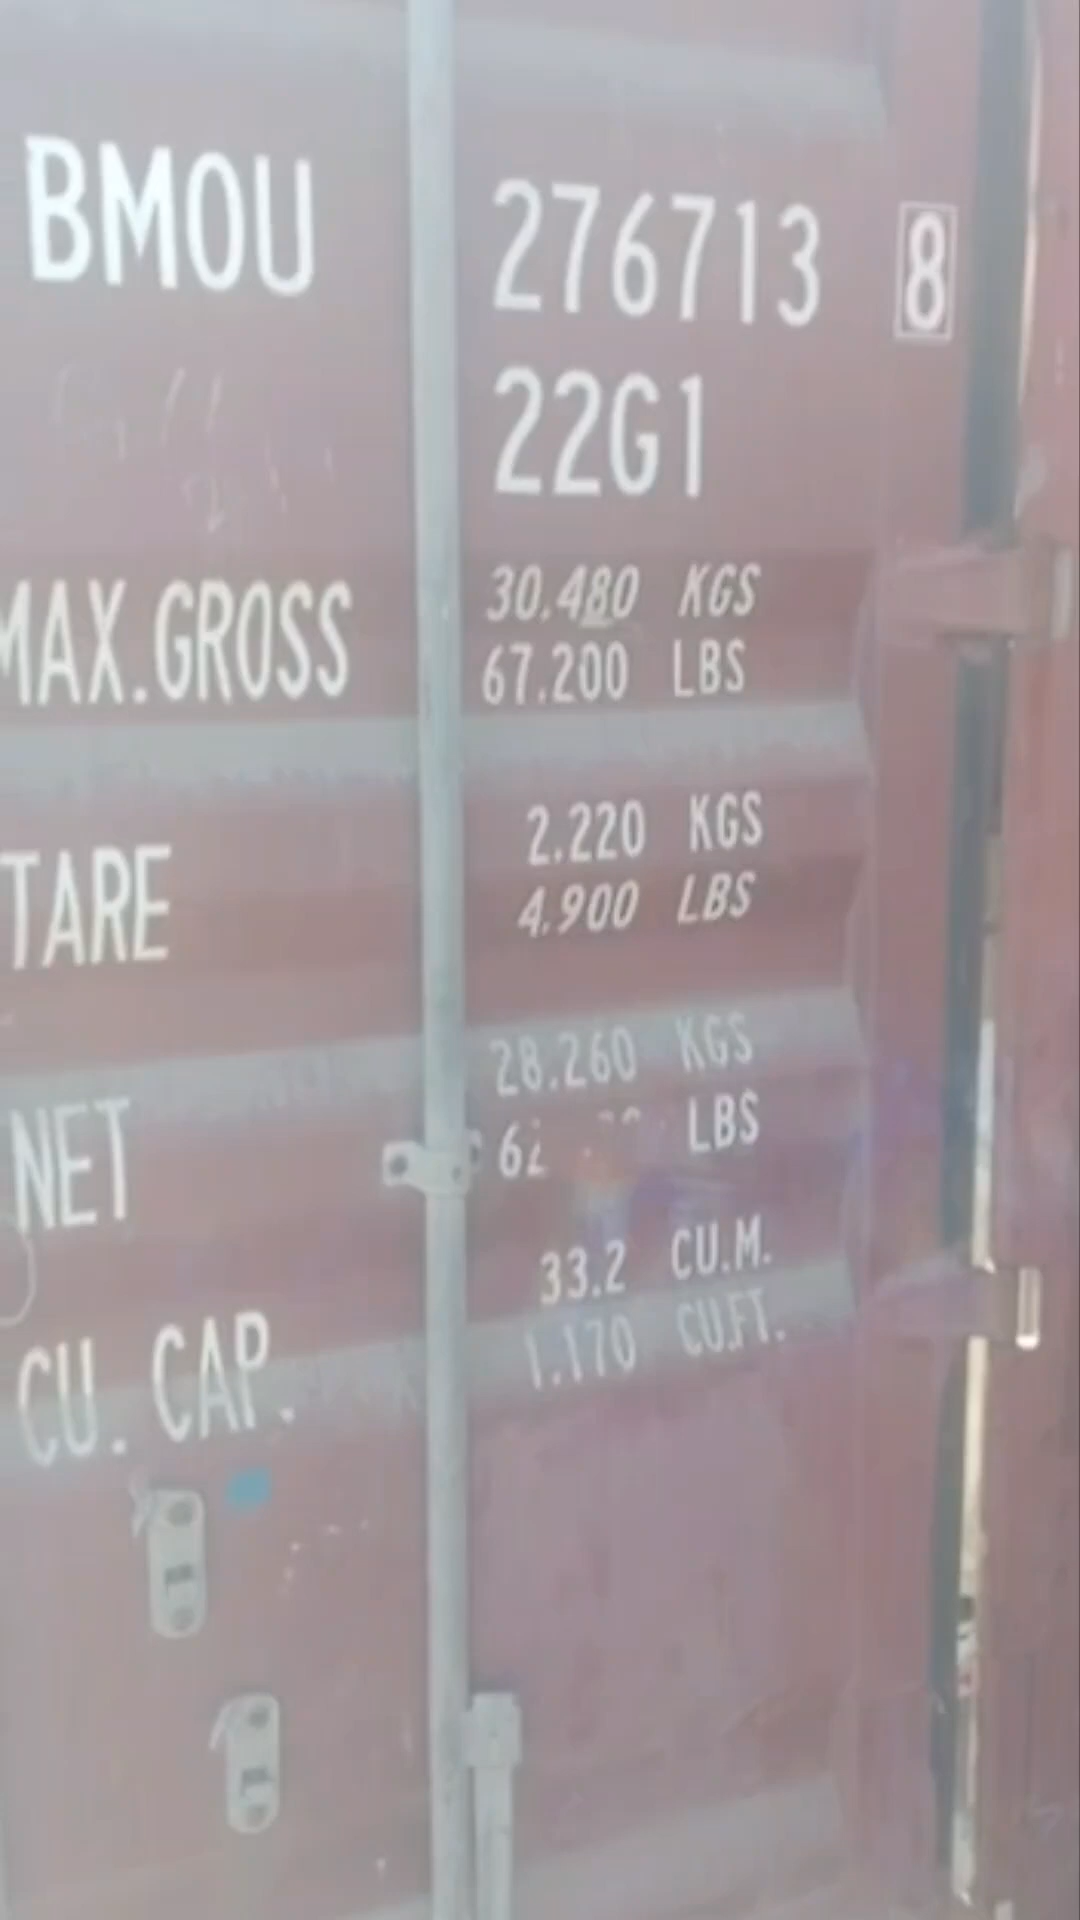 BMOU 276713 8
22G1
MAX.GROSS 30.480 KGS
67.200 LBS
TARE 2.220 KGS
4.900 LBS
NET 28.260 KGS
LBS
CU. CAP. 33.2 CU.M.
1.170 CU.FT.